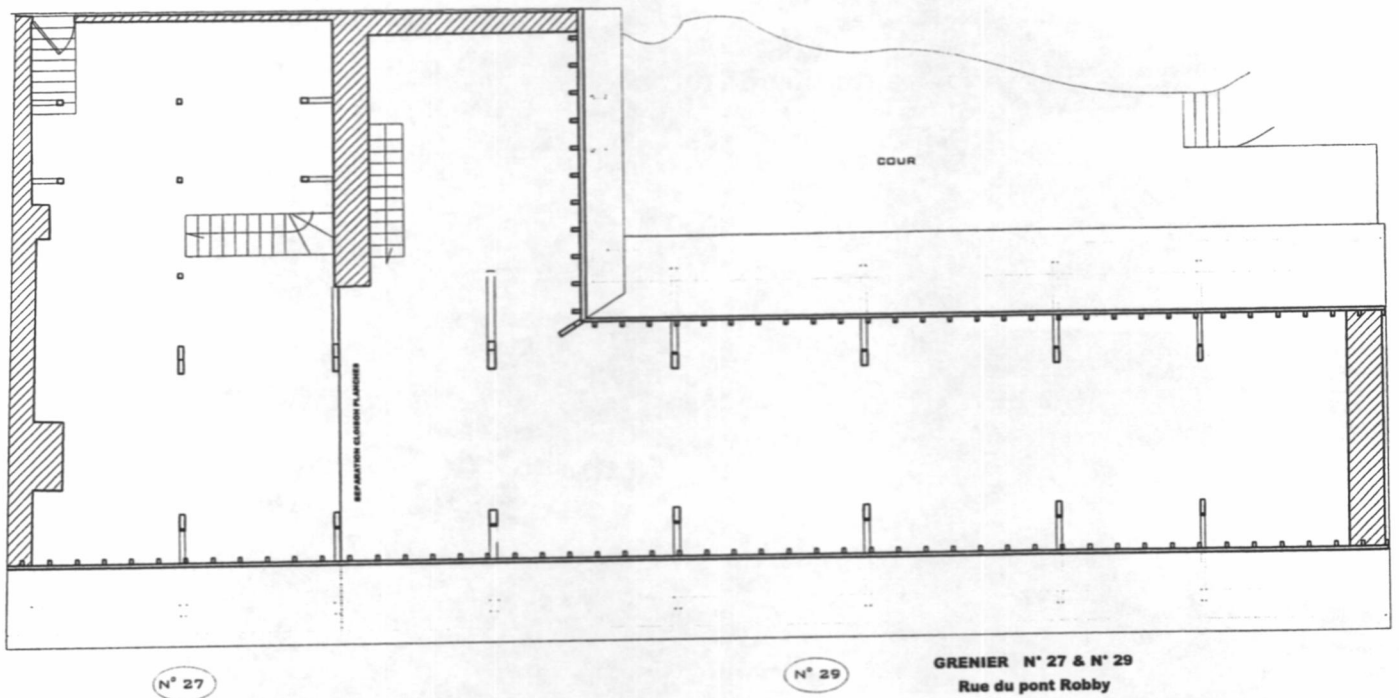 COUR
SEPARATION CLOISON PLANCHES
N° 27
N° 29
GRENIER N° 27 & N° 29
Rue du pont Robby